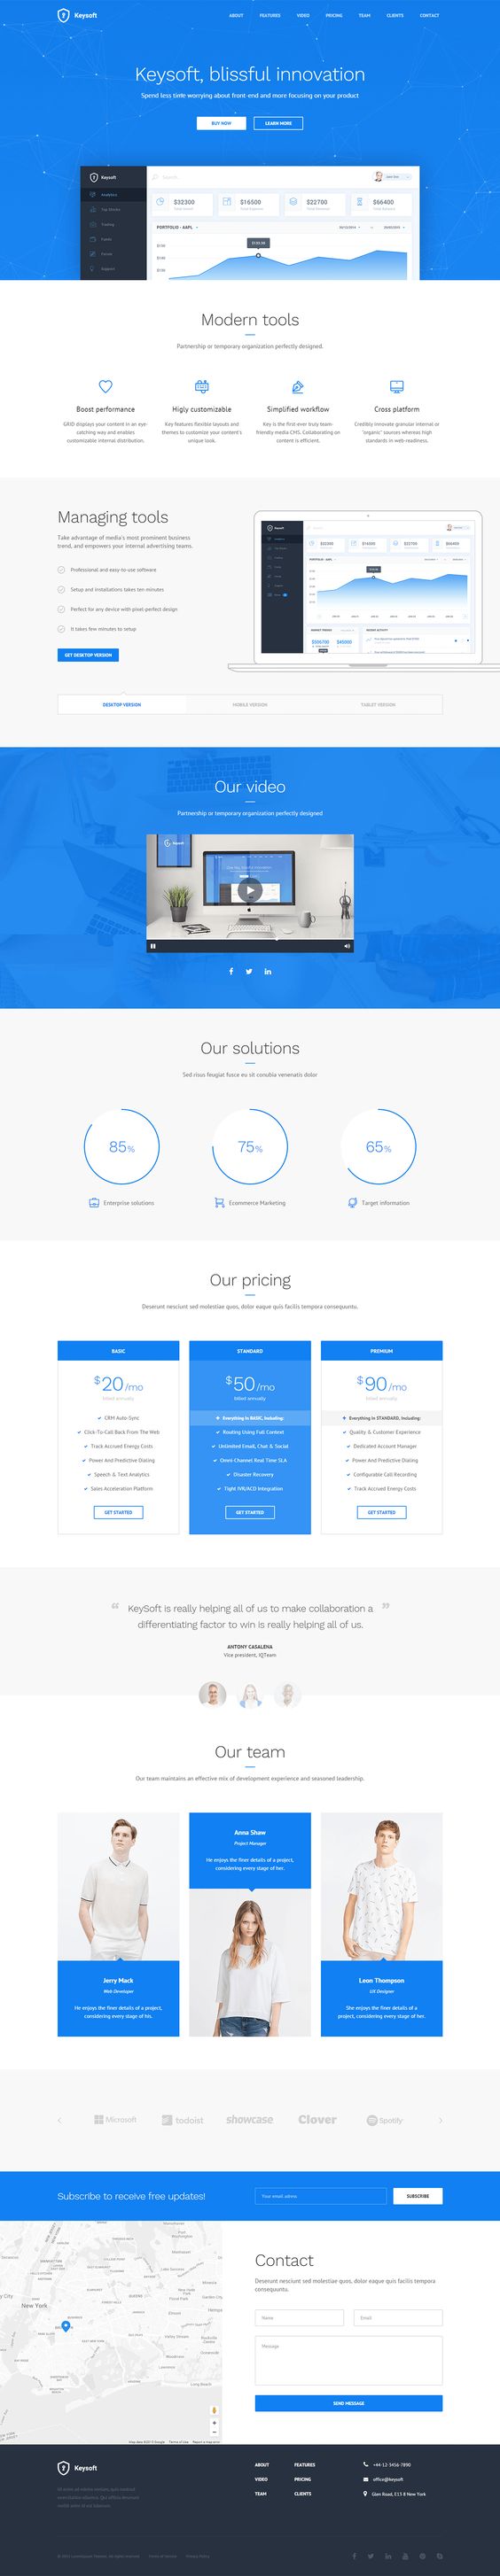 Keysoft
ABOUT FEATURES VIDEO PRICING TEAM CLIENTS CONTACT
Keysoft, blissful innovation
Spend less time worrying about front-end and more focusing on your product
BUY NOW LEARN MORE
Keysoft
Search...
Analytics
$32300 $16500 $22700 $66400
Trading
PORTFOLIO - AAPL
Support
Modern tools
Partnership or temporary organization perfectly designed.
Boost performance
GRID displays your content in an eye-
catching way and enables
customizable internal distribution.
Higly customizable
Key features flexible layouts and
themes to customize your content's
unique look.
Simplified workflow
Key is the first-ever truly team-
friendly media CMS. Collaborating on
content is efficient.
Cross platform
Credibly innovate granular internal or
"organic" sources whereas high
standards in web-readiness.
Managing tools
Take advantage of media's most prominent business
trend, and empowers your internal advertising teams.
Professional and easy-to-use software
Setup and installations takes ten-minutes
Perfect for any device with pixel-perfect design
It takes few minutes to setup
GET DESKTOP VERSION
Keysoft
DESKTOP VERSION MOBILE VERSION TABLET VERSION
Our video
Partnership or temporary organization perfectly designed
Our solutions
Sed risus feugiat fusce eu sit conubia venenatis dolor
85% 75% 65%
Enterprise solutions Ecommerce Marketing Target information
Our pricing
Deserunt nesciunt sed molestiae quos, dolor eaque quis facilis tempora consequuntu.
BASIC
$20/mo
billed annually
CRM Auto-Sync
Click-To-Call Back From The Web
Track Accrued Energy Costs
Power And Predictive Dialing
Speech & Text Analytics
Sales Acceleration Platform
GET STARTED
STANDARD
$50/mo
billed annually
Everything in BASIC, Including:
Routing Using Full Context
Unlimited Email, Chat & Social
Omni-Channel Real Time SLA
Disaster Recovery
Tight IVR/ACD Integration
GET STARTED
PREMIUM
$90/mo
billed annually
Everything in STANDARD, Including:
Quality & Customer Experience
Dedicated Account Manager
Power And Predictive Dialing
Configurable Call Recording
Track Accrued Energy Costs
GET STARTED
“ KeySoft is really helping all of us to make collaboration a ”
differentiating factor to win is really helping all of us.
ANTONY CASALENA
Vice president, IQTeam
Our team
Our team maintains an effective mix of development experience and seasoned leadership.
Jerry Mack
Web Developer
He enjoys the finer details of a project,
considering every stage of his.
Anna Shaw
Project Manager
He enjoys the finer details of a project,
considering every stage of her.
Leon Thompson
UX Designer
She enjoys the finer details of a
project, considering every stage of her.
Microsoft todoist showcase Clover Spotify
Subscribe to receive free updates!
Your email adress
SUBSCRIBE
New York
Contact
Deserunt nesciunt sed molestiae quos, dolor eaque quis facilis tempora
consequuntu.
Name Email
Message
SEND MESSAGE
Keysoft
ABOUT FEATURES
VIDEO PRICING
TEAM CLIENTS
+44-12-3456-7890
office@keysoft
Glen Road, E13 8 New York